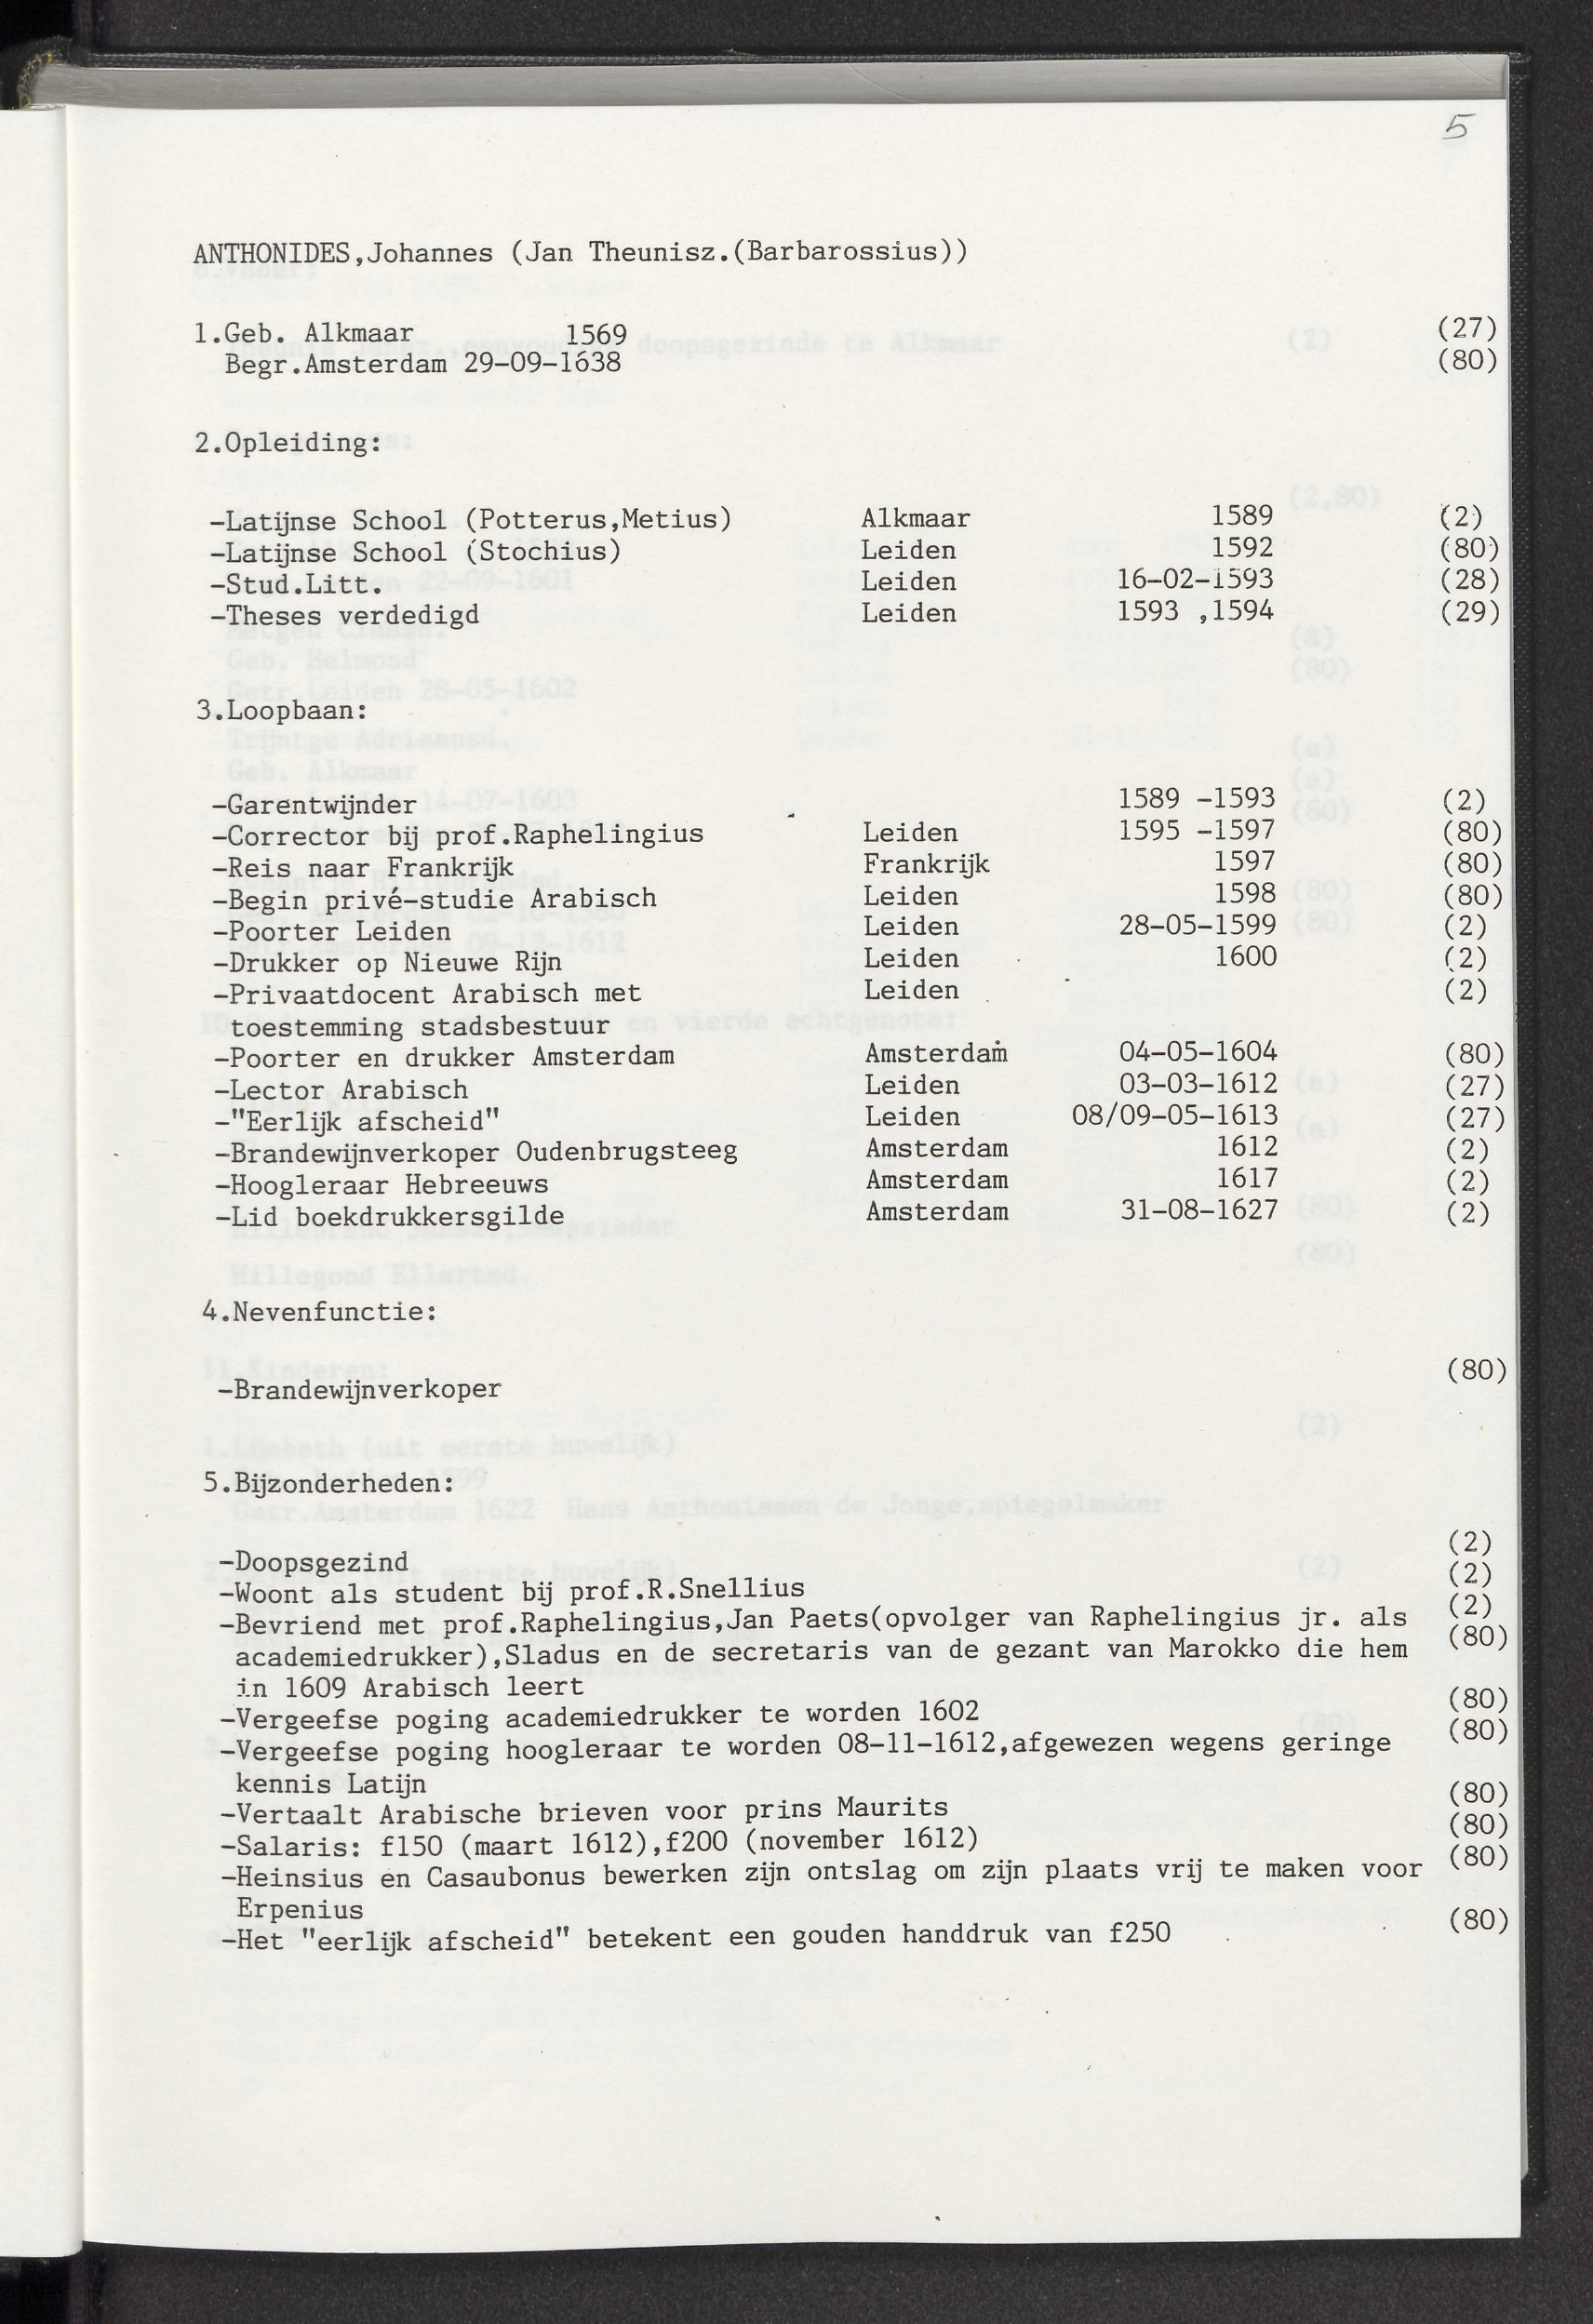 5
ANTHONIDES,Johannes (Jan Theunisz.(Barbarossius))
1.Geb. Alkmaar 1569 (27)
Begr.Amsterdam 29-09-1638 (80)
2.Opleiding:
-Latijnse School (Potterus,Metius) Alkmaar 1589 (2)
-Latijnse School (Stochius) Leiden 1592 (80)
-Stud.Litt. Leiden 16-02-1593 (28)
-Theses verdedigd Leiden 1593 ,1594 (29)
3.Loopbaan:
-Garentwijnder 1589 -1593 (2)
-Corrector bij prof.Raphelingius Leiden 1595 -1597 (80)
-Reis naar Frankrijk Frankrijk 1597 (80)
-Begin privé-studie Arabisch Leiden 1598 (80)
-Poorter Leiden Leiden 28-05-1599 (2)
-Drukker op Nieuwe Rijn Leiden 1600 (2)
-Privaatdocent Arabisch met Leiden (2)
toestemming stadsbestuur
-Poorter en drukker Amsterdam Amsterdam 04-05-1604 (80)
-Lector Arabisch Leiden 03-03-1612 (27)
-"Eerlijk afscheid" Leiden 08/09-05-1613 (27)
-Brandewijnverkoper Oudenbrugsteeg Amsterdam 1612 (2)
-Hoogleraar Hebreeuws Amsterdam 1617 (2)
-Lid boekdrukkersgilde Amsterdam 31-08-1627 (2)
4.Nevenfunctie:
-Brandewijnverkoper (80)
5.Bijzonderheden:
-Doopsgezind (2)
-Woont als student bij prof.R.Snellius (2)
-Bevriend met prof.Raphelingius,Jan Paets(opvolger van Raphelingius jr. als (2)
academiedrukker),Sladus en de secretaris van de gezant van Marokko die hem (80)
in 1609 Arabisch leert
-Vergeefse poging academiedrukker te worden 1602 (80)
-Vergeefse poging hoogleraar te worden 08-11-1612,afgewezen wegens geringe (80)
kennis Latijn
-Vertaalt Arabische brieven voor prins Maurits (80)
-Salaris: f150 (maart 1612),f200 (november 1612) (80)
-Heinsius en Casaubonus bewerken zijn ontslag om zijn plaats vrij te maken voor (80)
Erpenius
-Het "eerlijk afscheid" betekent een gouden handdruk van f250 (80)